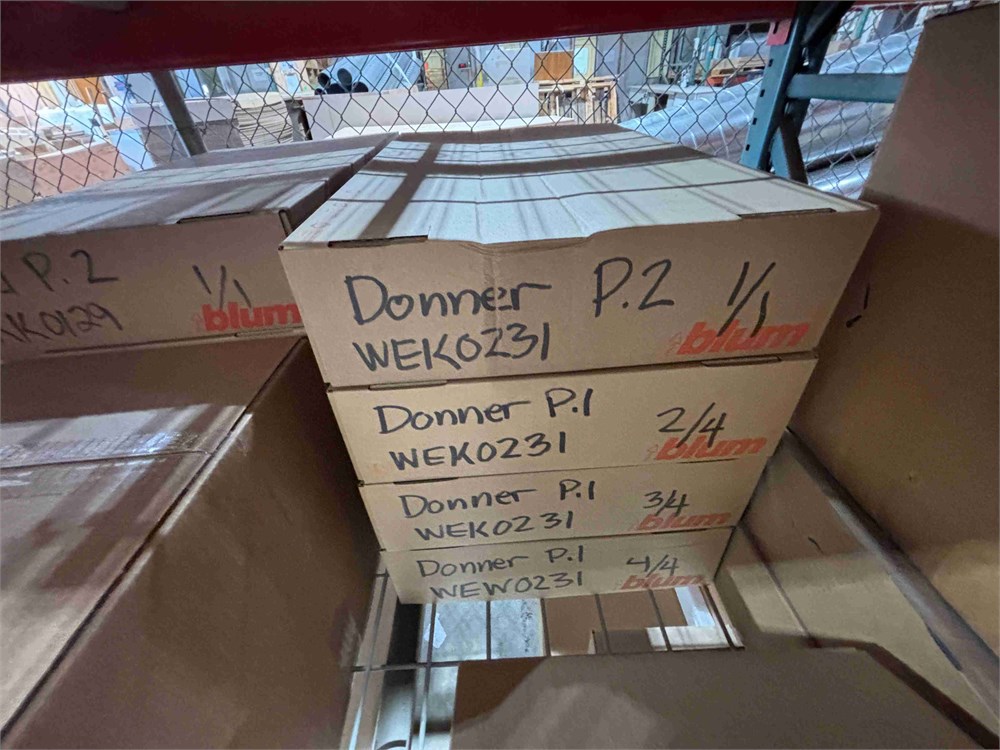 P.2 1/1
K0129
blum
Donner P.2 1/1
WEK0231
blum
Donner P.1 2/4
WEK0231
blum
Donner P.1 3/4
WEK0231
blum
Donner P.1 4/4
WEW0231
blum